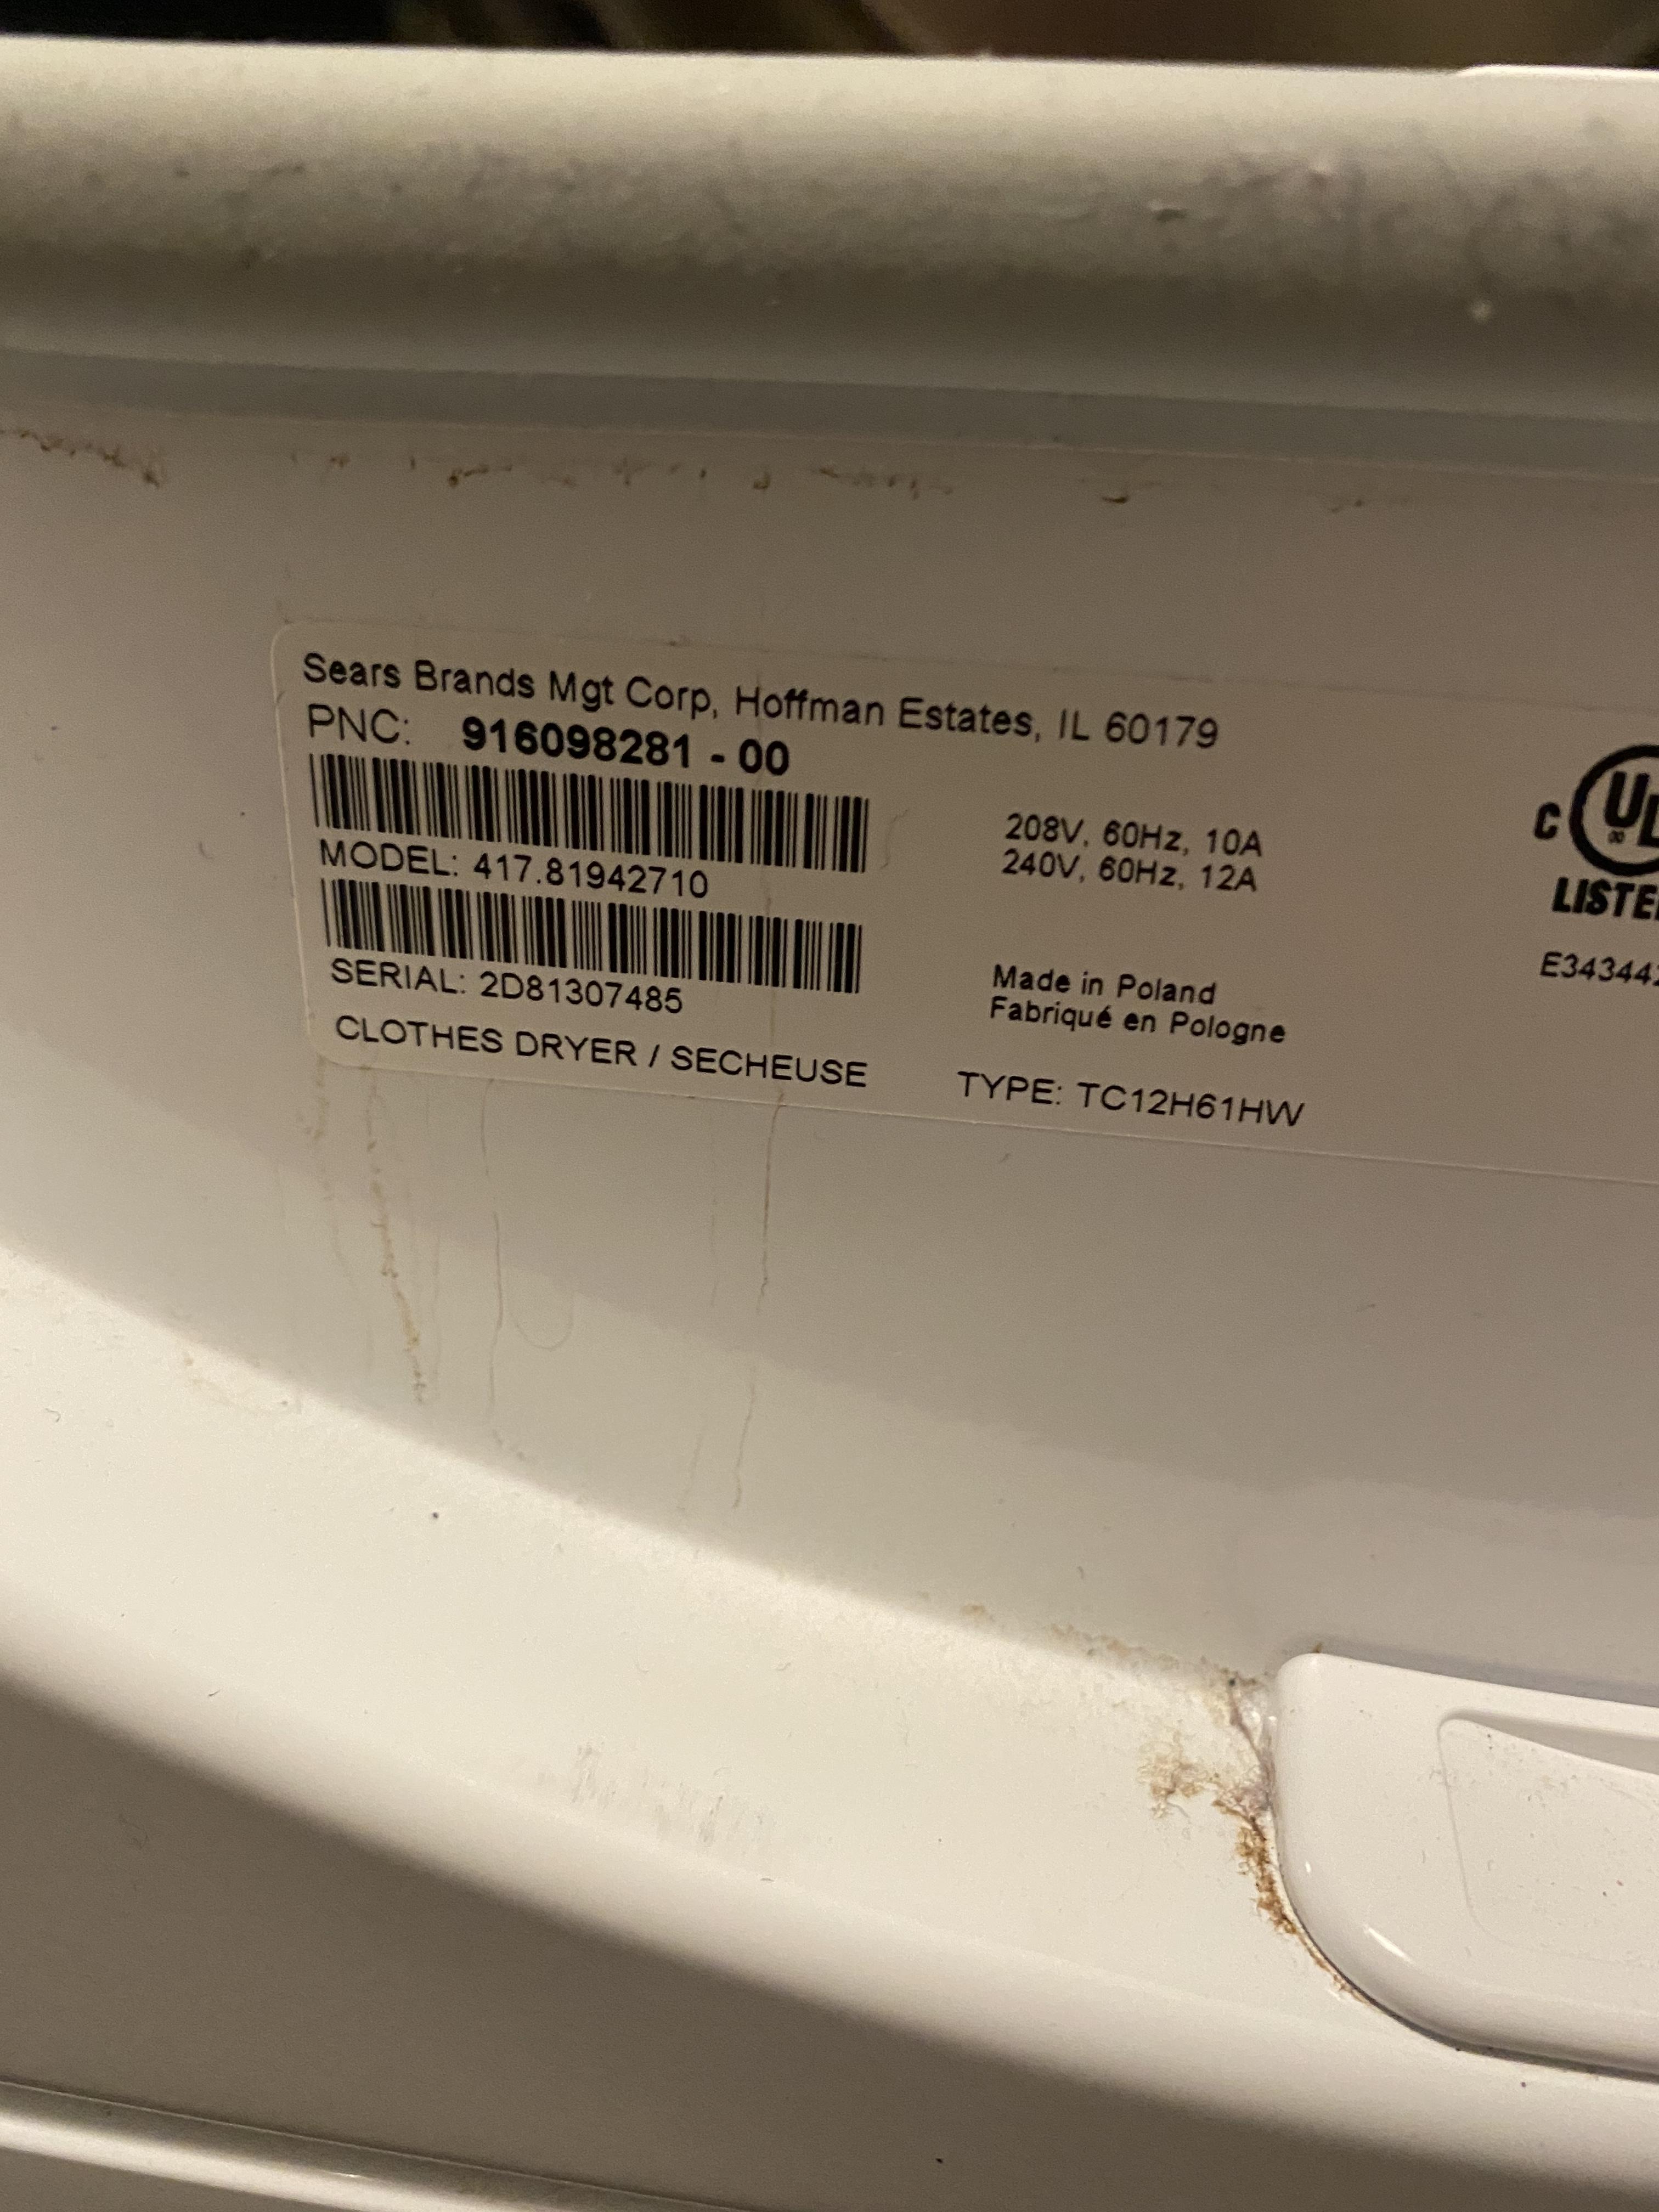 Sears Brands Mgt Corp, Hoffman Estates, IL 60179
PNC: 916098281 - 00
MODEL: 417.81942710
SERIAL: 2D81307485
CLOTHES DRYER / SECHEUSE
208V, 60Hz, 10A
240V, 60Hz, 12A
Made in Poland
Fabriqué en Pologne
TYPE: TC12H61HW
C UL